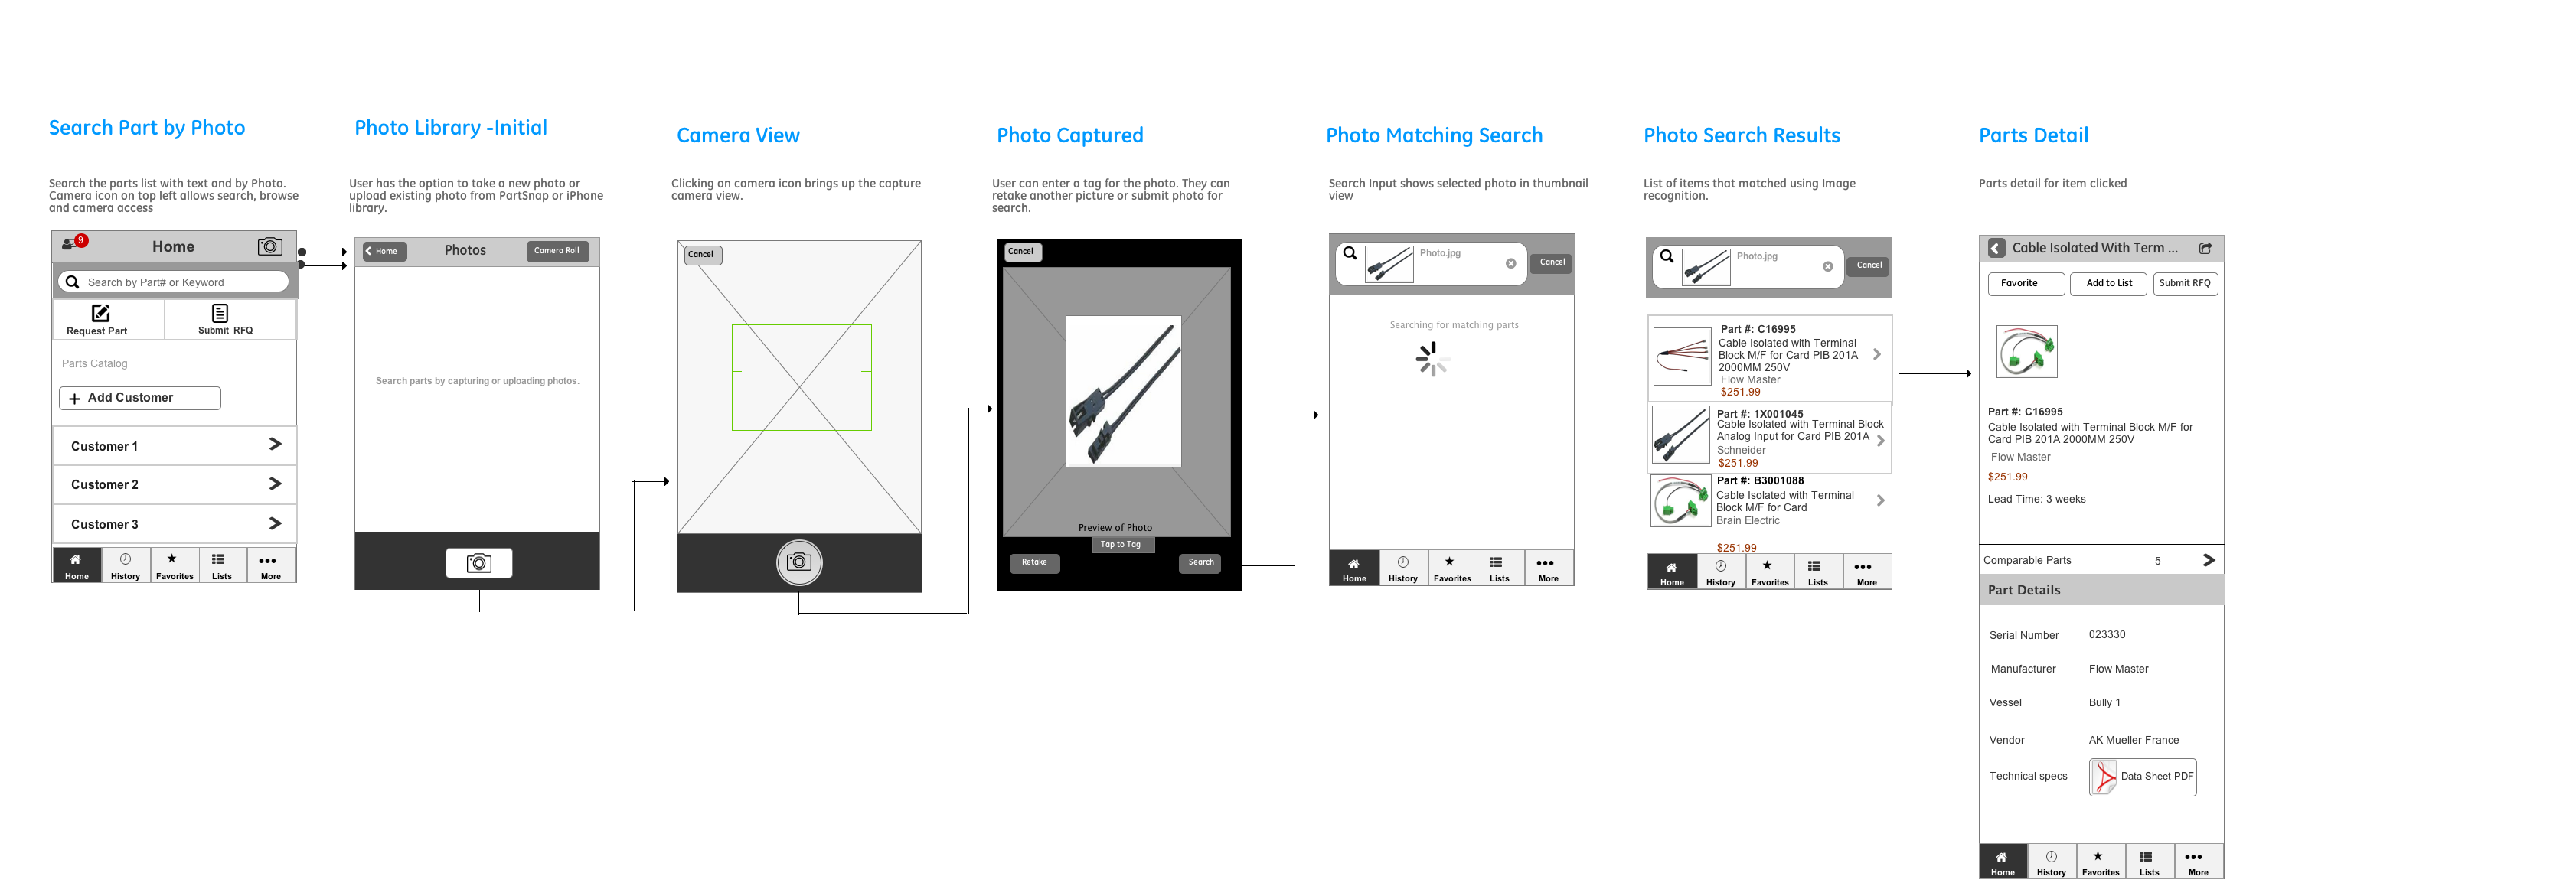 Search Part by Photo
Search the parts list with text and by Photo.
Camera icon on top left allows search, browse
and camera access
9
Home
Search by Part# or Keyword
Request Part
Submit RFQ
Parts Catalog
+ Add Customer
Customer 1
Customer 2
Customer 3
Home
History
Favorites
Lists
More
Photo Library -Initial
User has the option to take a new photo or
upload existing photo from PartSnap or iPhone
library.
Home
Photos
Camera Roll
Search parts by capturing or uploading photos.
Camera View
Clicking on camera icon brings up the capture
camera view.
Cancel
Photo Captured
User can enter a tag for the photo. They can
retake another picture or submit photo for
search.
Cancel
Preview of Photo
Tap to Tag
Retake
Search
Photo Matching Search
Search Input shows selected photo in thumbnail
view
Photo.jpg
Cancel
Searching for matching parts
Home
History
Favorites
Lists
More
Photo Search Results
List of items that matched using Image
recognition.
Photo.jpg
Cancel
Part #: C16995
Cable Isolated with Terminal
Block M/F for Card PIB 201A
2000MM 250V
Flow Master
$251.99
Part #: 1X001045
Cable Isolated with Terminal Block
Analog Input for Card PIB 201A
Schneider
$251.99
Part #: B3001088
Cable Isolated with Terminal
Block M/F for Card
Brain Electric
$251.99
Home
History
Favorites
Lists
More
Parts Detail
Parts detail for item clicked
Cable Isolated With Term ...
Favorite
Add to List
Submit RFQ
Part #: C16995
Cable Isolated with Terminal Block M/F for
Card PIB 201A 2000MM 250V
Flow Master
$251.99
Lead Time: 3 weeks
Comparable Parts 5
Part Details
Serial Number 023330
Manufacturer Flow Master
Vessel Bully 1
Vendor AK Mueller France
Technical specs Data Sheet PDF
Home
History
Favorites
Lists
More